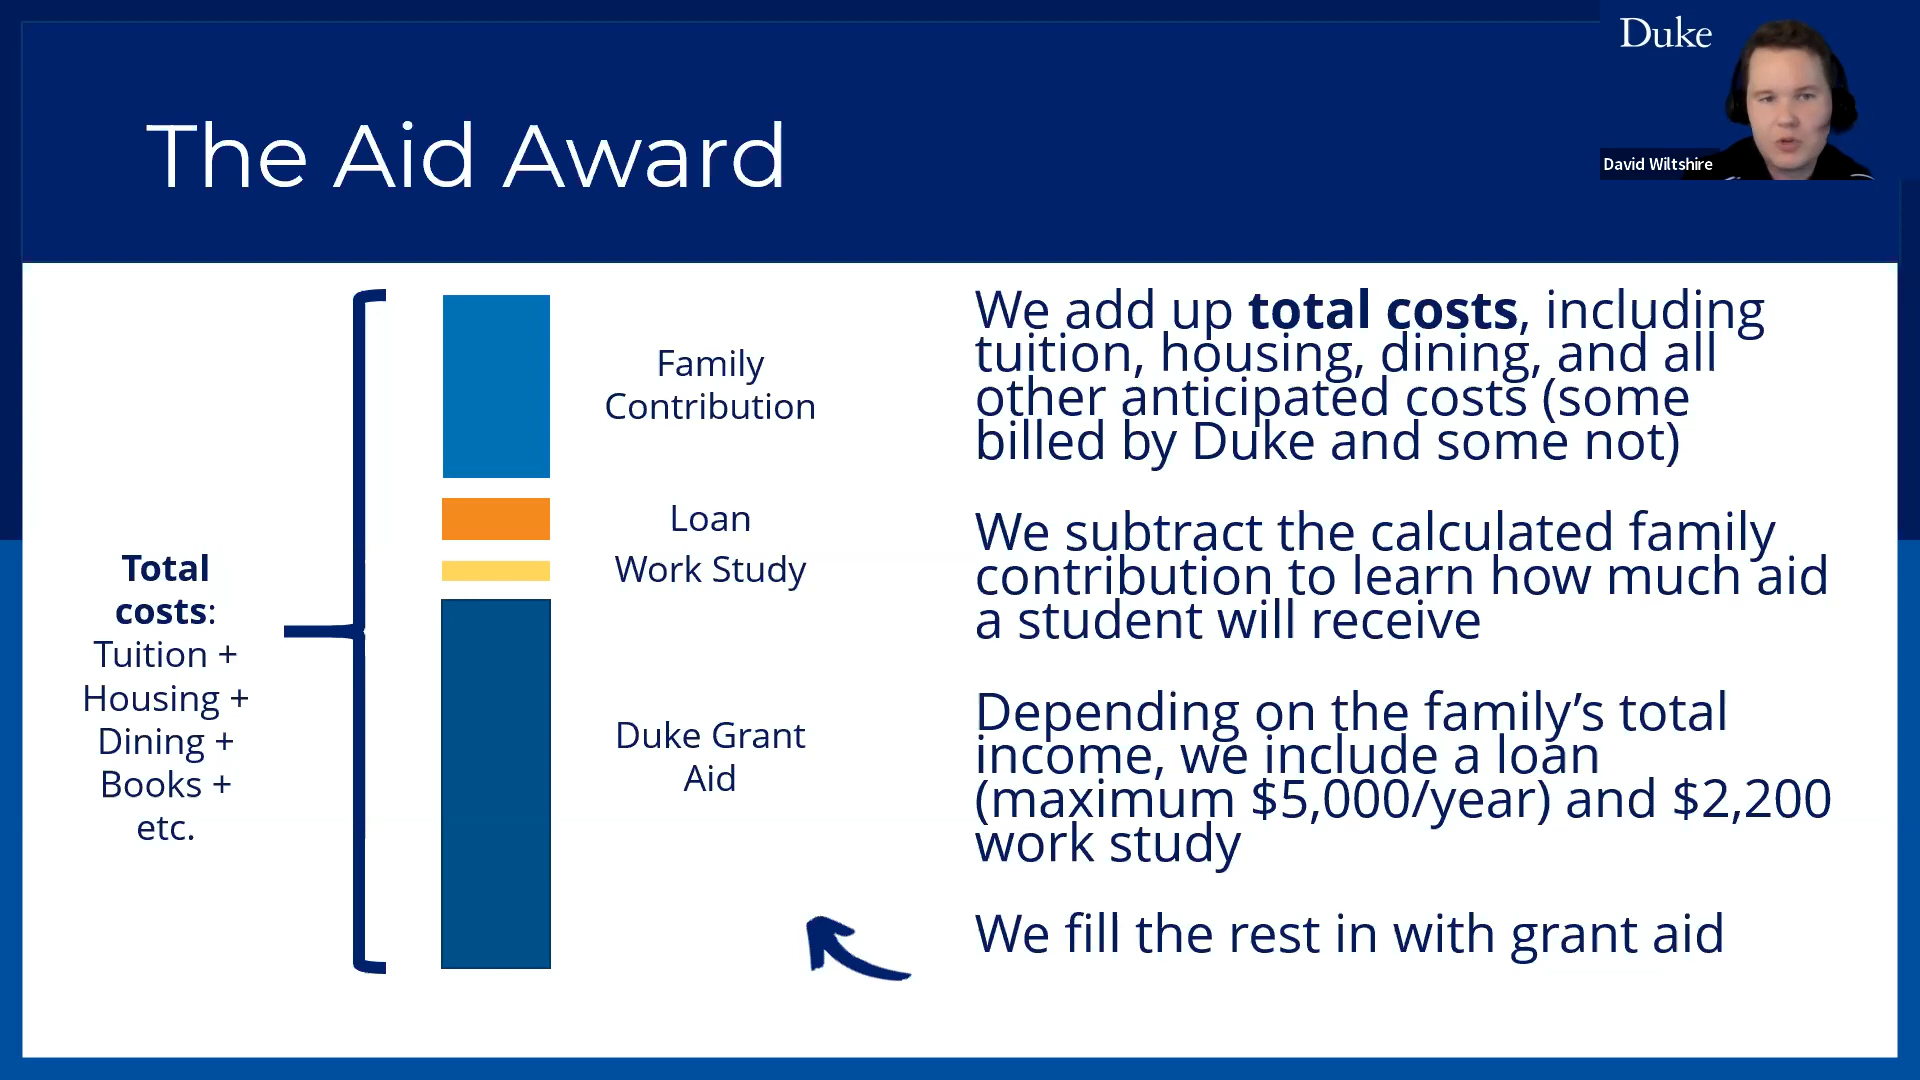 Duke
David Wiltshire
The Aid Award
Total
costs:
Tuition +
Housing +
Dining +
Books +
etc.
Family
Contribution
Loan
Work Study
Duke Grant
Aid
We add up total costs, including
tuition, housing, dining, and all
other anticipated costs (some
billed by Duke and some not)
We subtract the calculated family
contribution to learn how much aid
a student will receive
Depending on the family’s total
income, we include a loan
(maximum $5,000/year) and $2,200
work study
We fill the rest in with grant aid